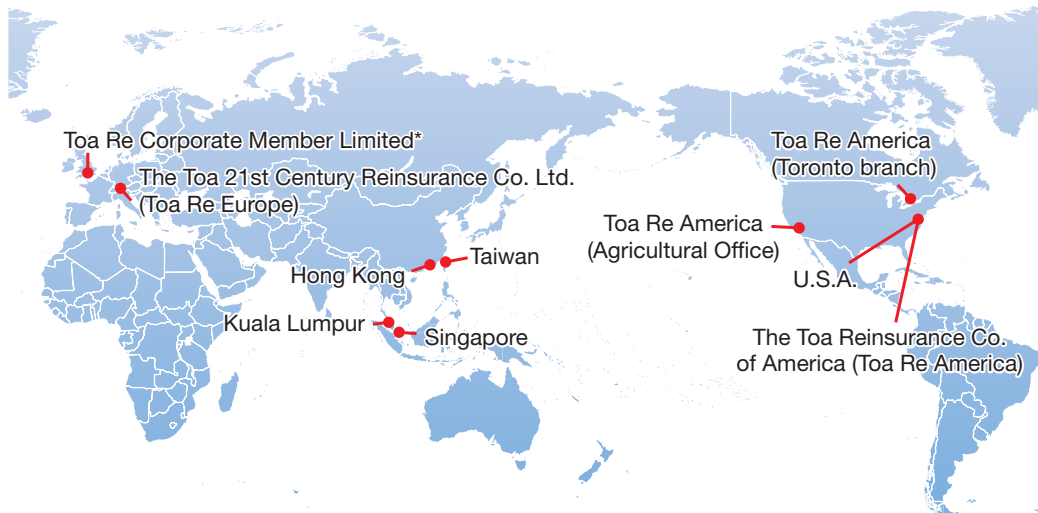 Toa Re Corporate Member Limited*
The Toa 21st Century Reinsurance Co. Ltd.
(Toa Re Europe)
Hong Kong
Taiwan
Kuala Lumpur
Singapore
Toa Re America
(Toronto branch)
Toa Re America
(Agricultural Office)
U.S.A.
The Toa Reinsurance Co.
of America (Toa Re America)